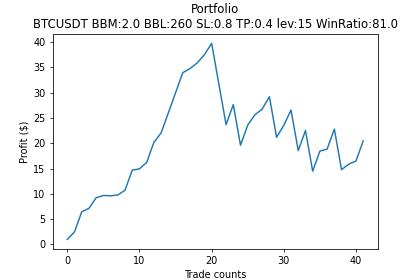 Portfolio
BTCUSDT BBM:2.0 BBL:260 SL:0.8 TP:0.4 lev:15 WinRatio:81.0
40
35
30
25
20
15
10
5
0
Profit ($)
0 10 20 30 40
Trade counts